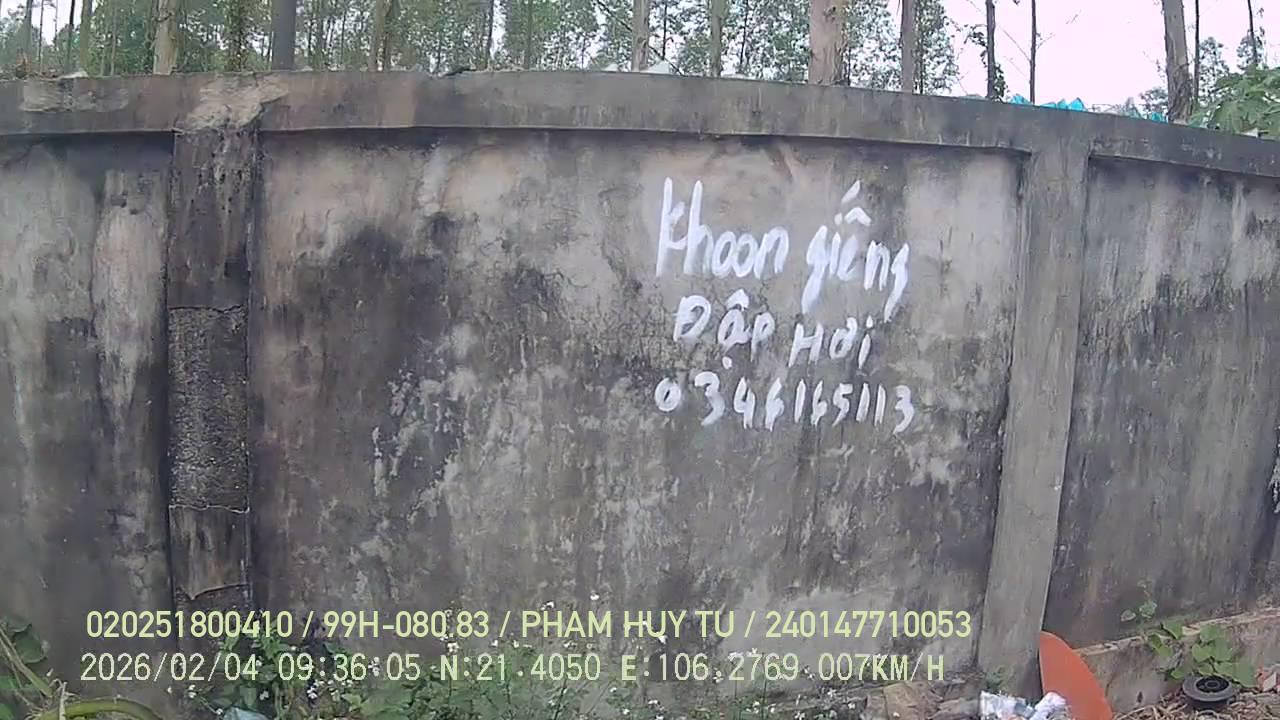 khoan giếng
ĐẬP HƠi
0346165113
020251800410 / 99H-080.83 / PHAM HUY TU / 240147710053
2026/02/04 09:36:05 N:21.4050 E:106.2769 007KM/H